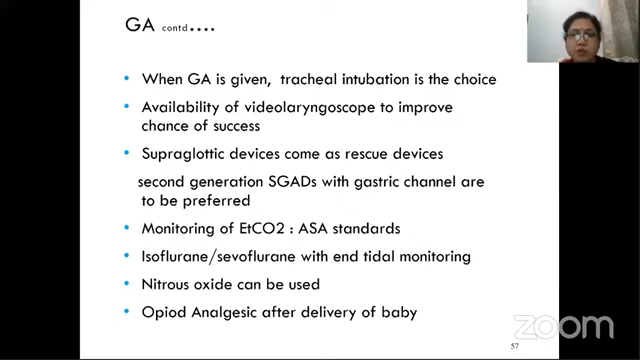 GA contd....
When GA is given, tracheal intubation is the choice
Availability of videolaryngoscope to improve
chance of success
Supraglottic devices come as rescue devices
second generation SGADs with gastric channel are
to be preferred
Monitoring of EtCO2 : ASA standards
Isoflurane/sevoflurane with end tidal monitoring
Nitrous oxide can be used
Opiod Analgesic after delivery of baby
zoom
57